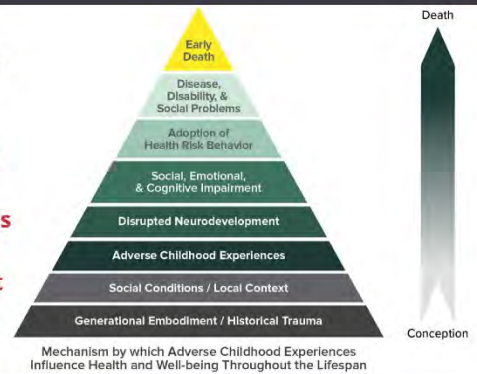 Early
Death
Disease,
Disability, &
Social Problems
Adoption of
Health Risk Behavior
Social, Emotional,
& Cognitive Impairment
Disrupted Neurodevelopment
Adverse Childhood Experiences
Social Conditions / Local Context
Generational Embodiment / Historical Trauma
Mechanism by which Adverse Childhood Experiences
Influence Health and Well-being Throughout the Lifespan
Death
Conception